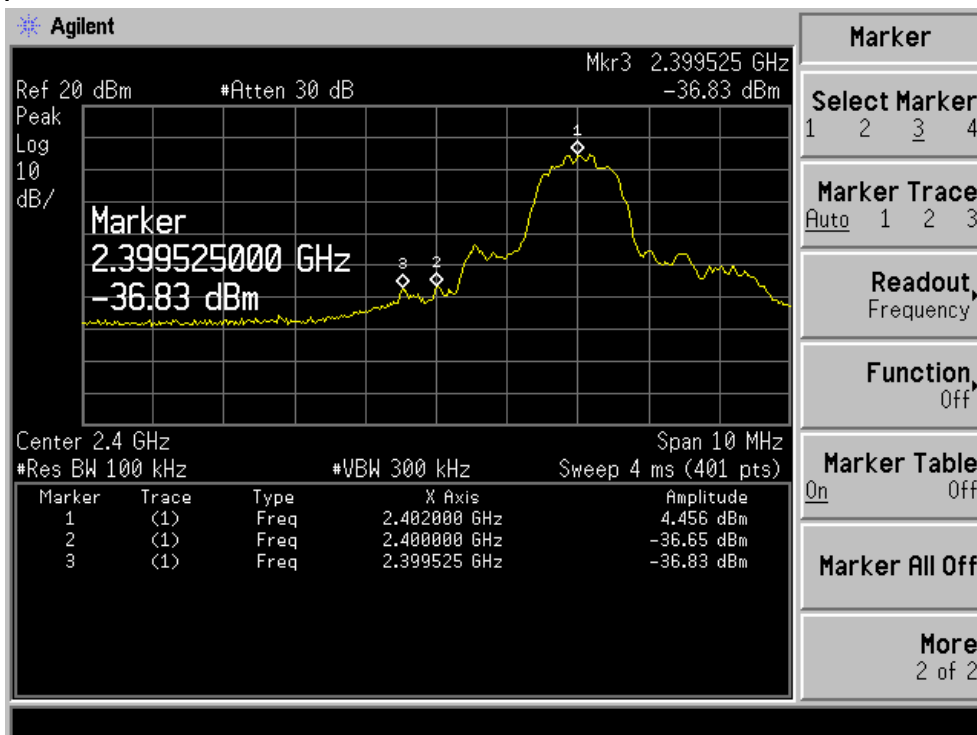 Agilent
Mkr3 2.399525 GHz
Ref 20 dBm #Atten 30 dB -36.83 dBm
Peak
Log
10
dB/
1
Marker
2.399525000 GHz
-36.83 dBm
3 2
Center 2.4 GHz Span 10 MHz
#Res BW 100 kHz #VBW 300 kHz Sweep 4 ms (401 pts)
Marker Trace Type X Axis Amplitude
1 (1) Freq 2.402000 GHz 4.456 dBm
2 (1) Freq 2.400000 GHz -36.65 dBm
3 (1) Freq 2.399525 GHz -36.83 dBm
Marker
Select Marker
1 2 3 4
Marker Trace
Auto 1 2 3
Readout
Frequency
Function
Off
Marker Table
On Off
Marker All Off
More
2 of 2